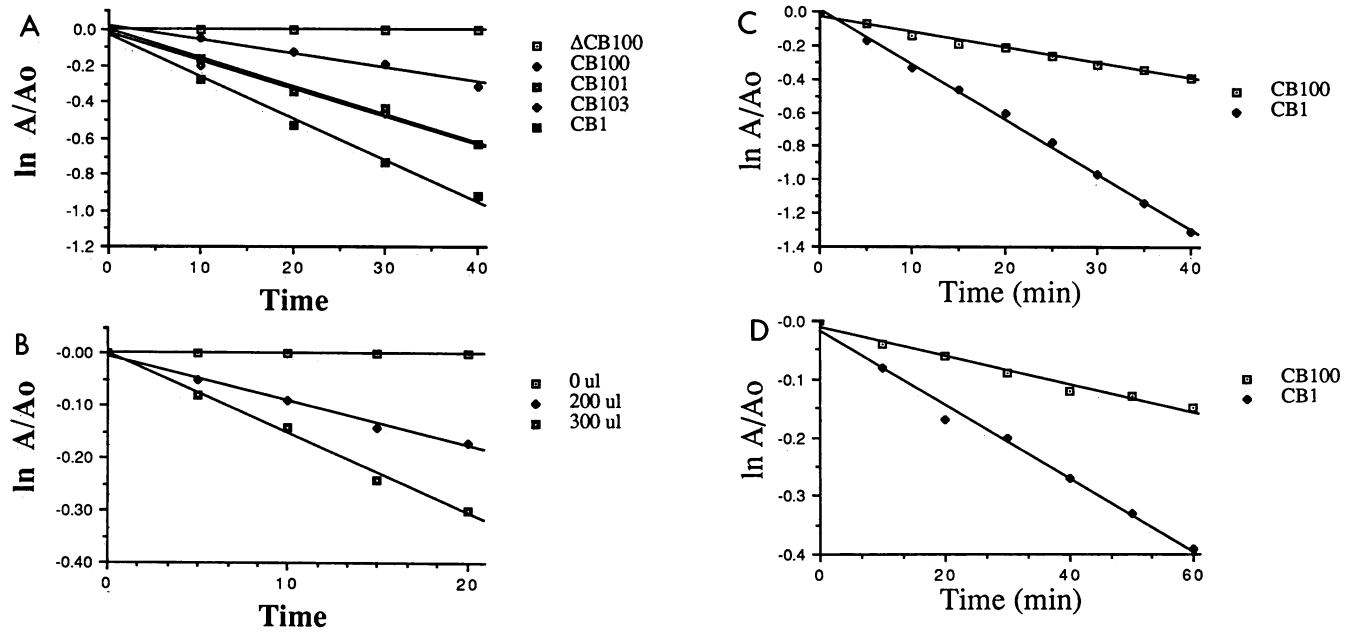 A
ln A/Ao
0.0
-0.2
-0.4
-0.6
-0.8
-1.0
-1.2
0 10 20 30 40
Time
ΔCB100
CB100
CB101
CB103
CB1
B
ln A/Ao
-0.00
-0.10
-0.20
-0.30
-0.40
0 10 20
Time
0 ul
200 ul
300 ul
C
ln A/Ao
0.0
-0.2
-0.4
-0.6
-0.8
-1.0
-1.2
-1.4
0 10 20 30 40
Time (min)
CB100
CB1
D
ln A/Ao
-0.0
-0.1
-0.2
-0.3
-0.4
0 20 40 60
Time (min)
CB100
CB1